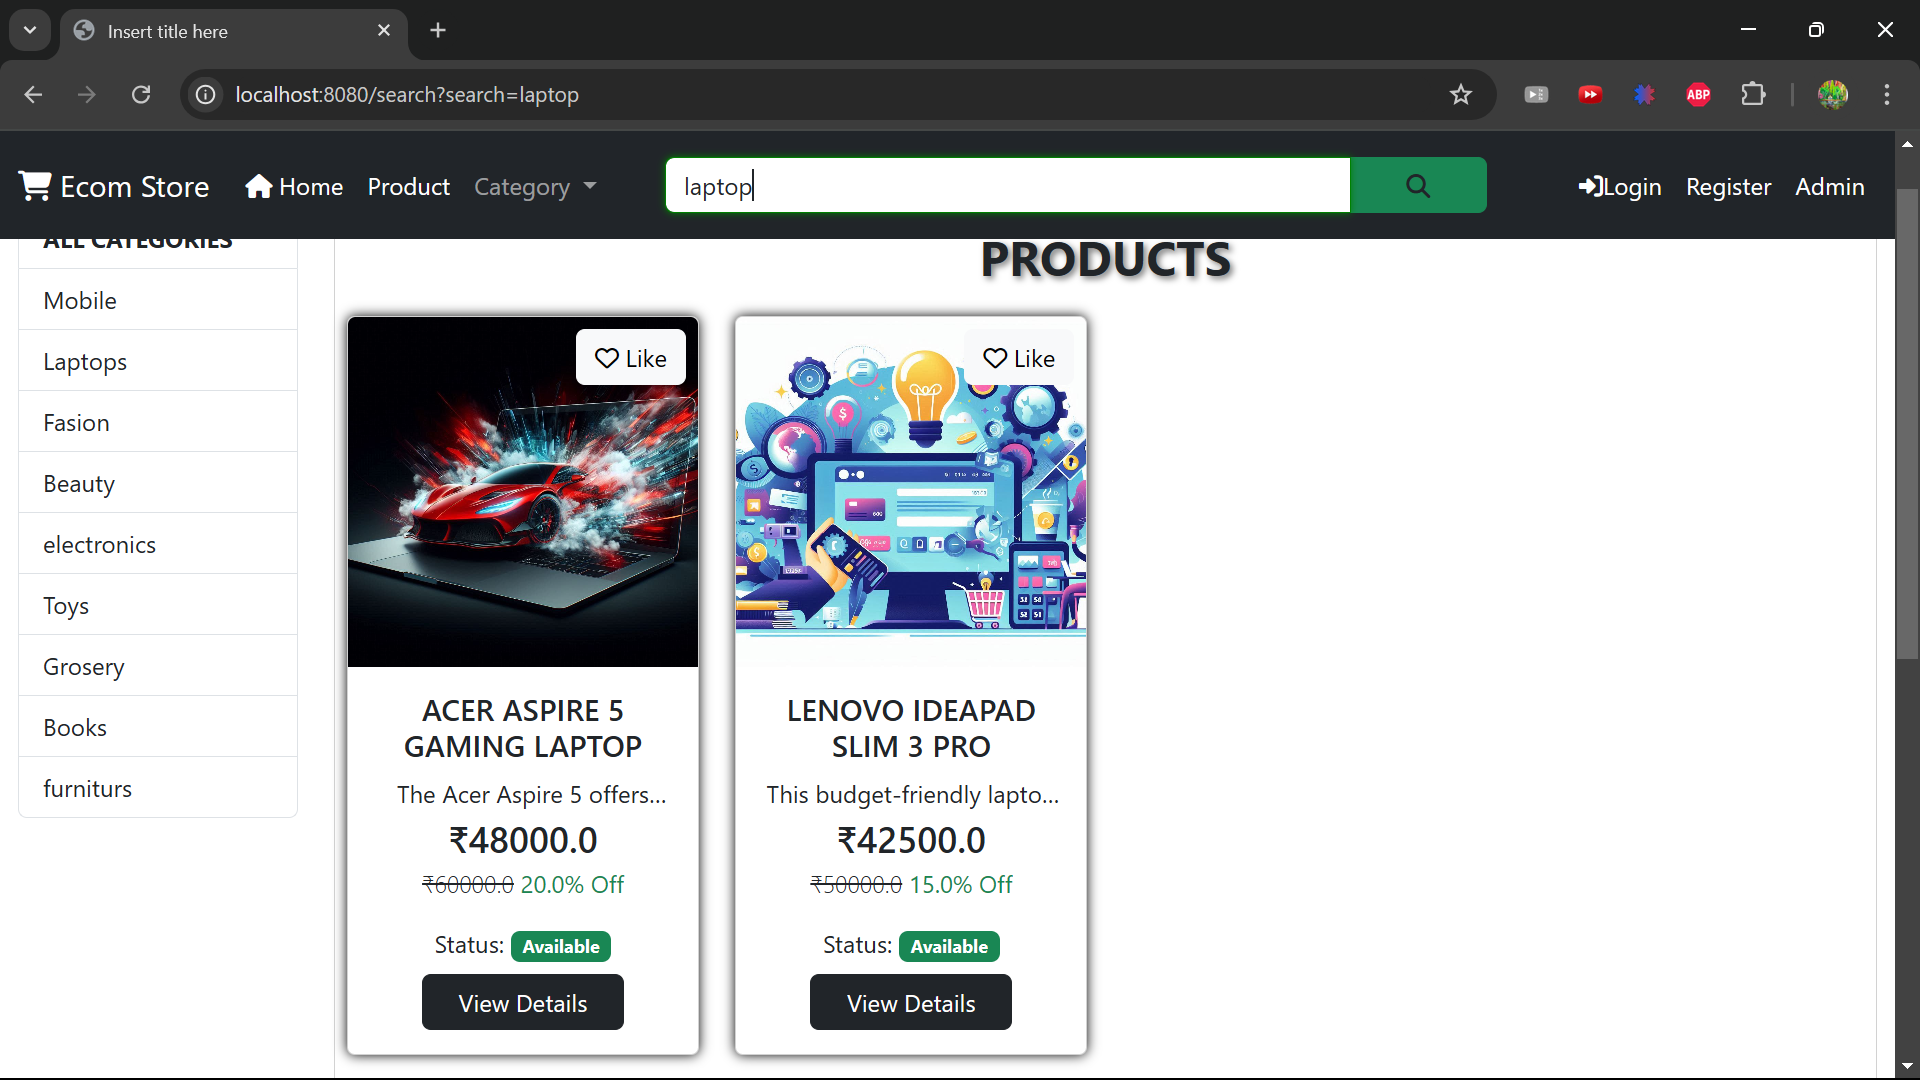 Insert title here
localhost:8080/search?search=laptop
ABP
Ecom Store
Home
Product
Category
laptop
Login
Register
Admin
ALL CATEGORIES
Mobile
Laptops
Fasion
Beauty
electronics
Toys
Grosery
Books
furniturs
PRODUCTS
Like
ACER ASPIRE 5
GAMING LAPTOP
The Acer Aspire 5 offers...
₹48000.0
₹60000.0 20.0% Off
Status: Available
View Details
Like
LENOVO IDEAPAD
SLIM 3 PRO
This budget-friendly lapto...
₹42500.0
₹50000.0 15.0% Off
Status: Available
View Details